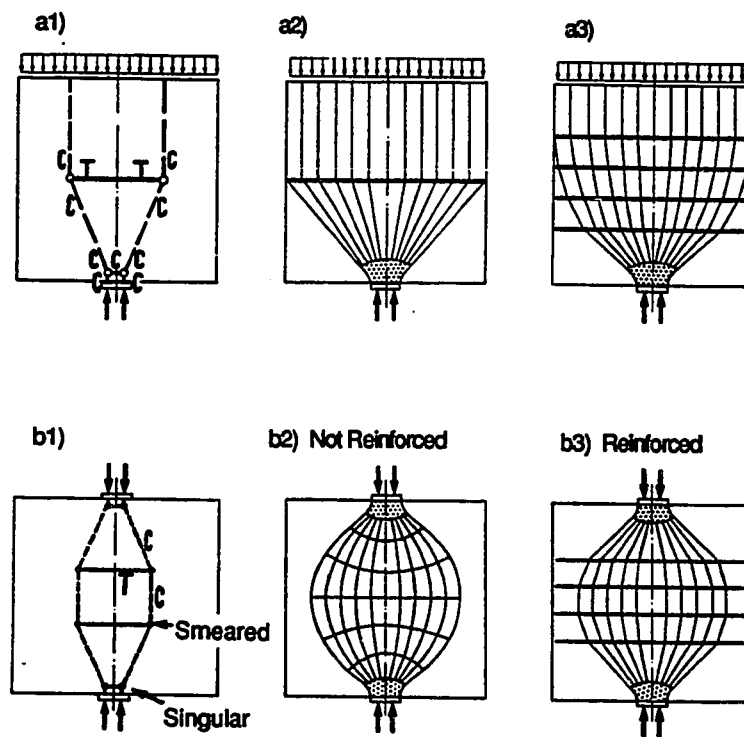 a1)
a2)
a3)
C
T
T
C
C
C
C
C
C
C
C
b1)
b2) Not Reinforced
b3) Reinforced
C
T
C
Smeared
Singular